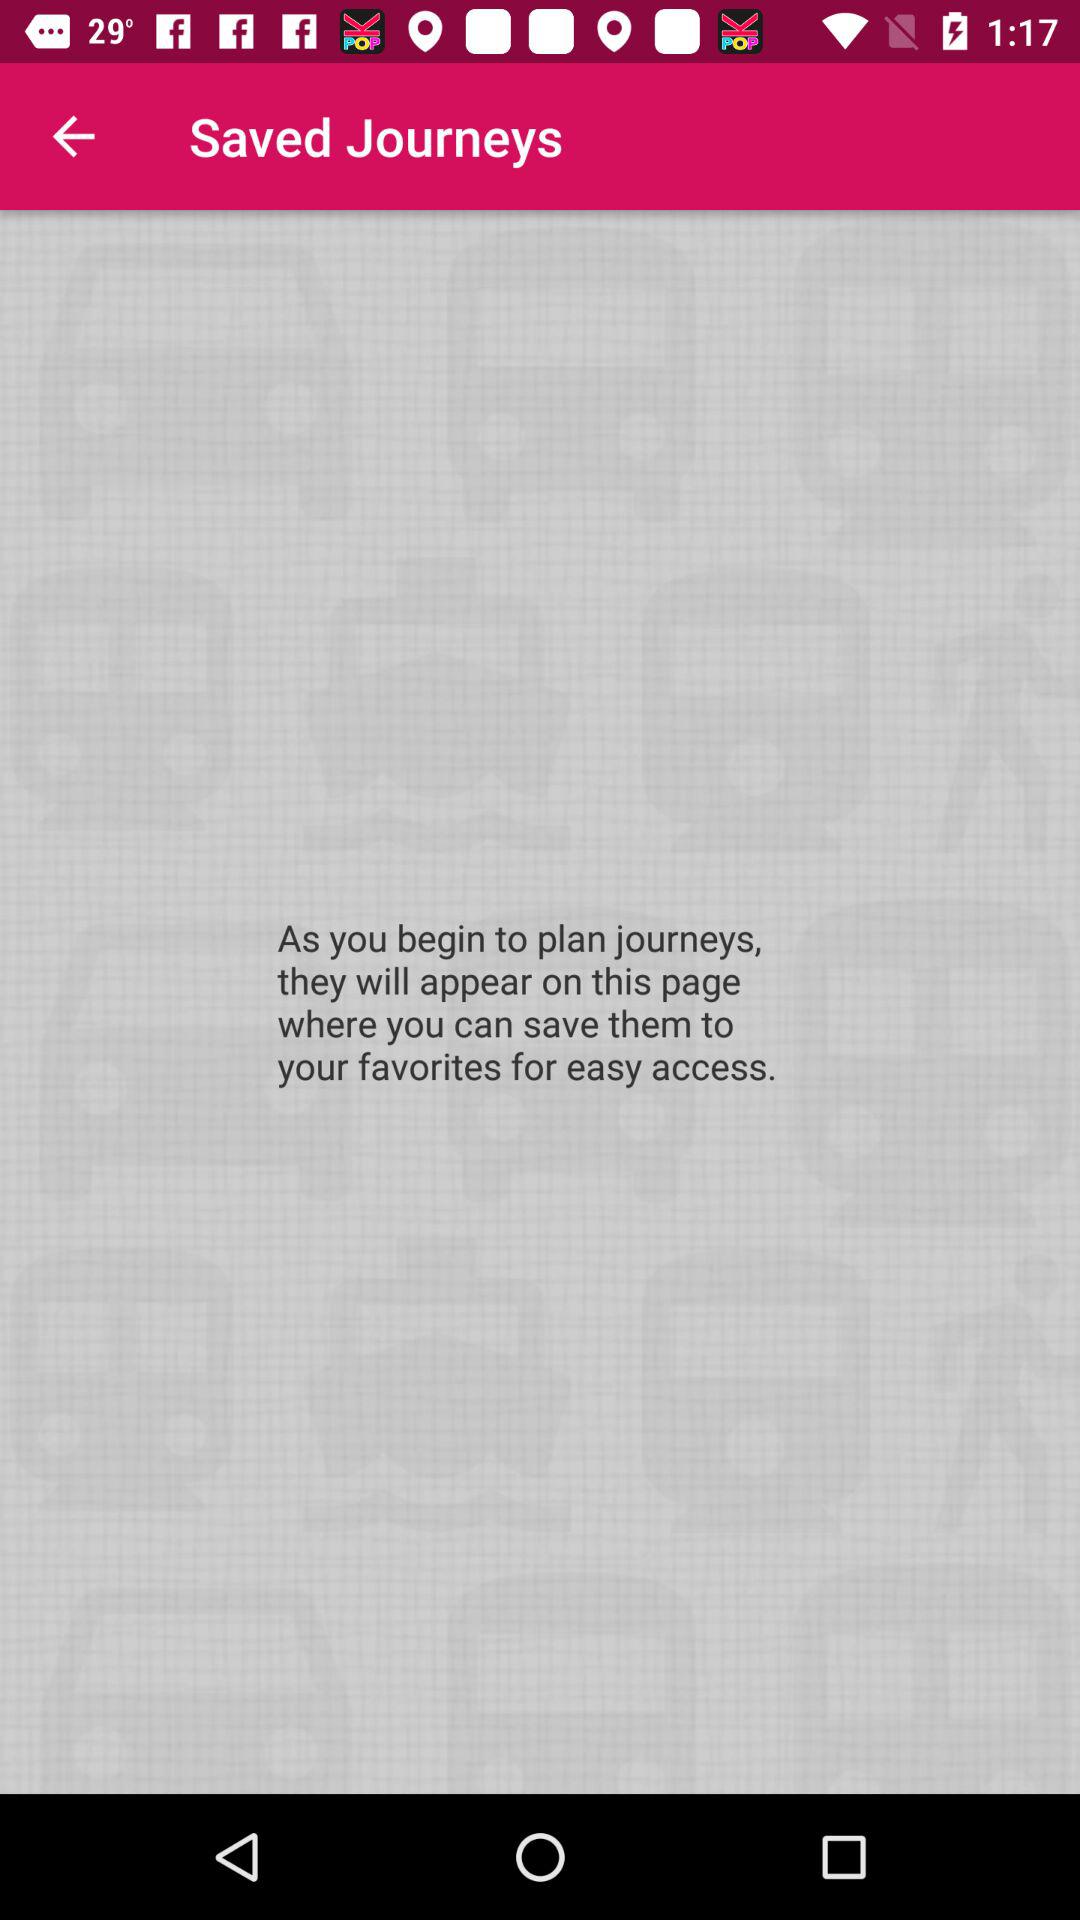 29° K POP K POP 1:17
Saved Journeys
As you begin to plan journeys,
they will appear on this page
where you can save them to
your favorites for easy access.